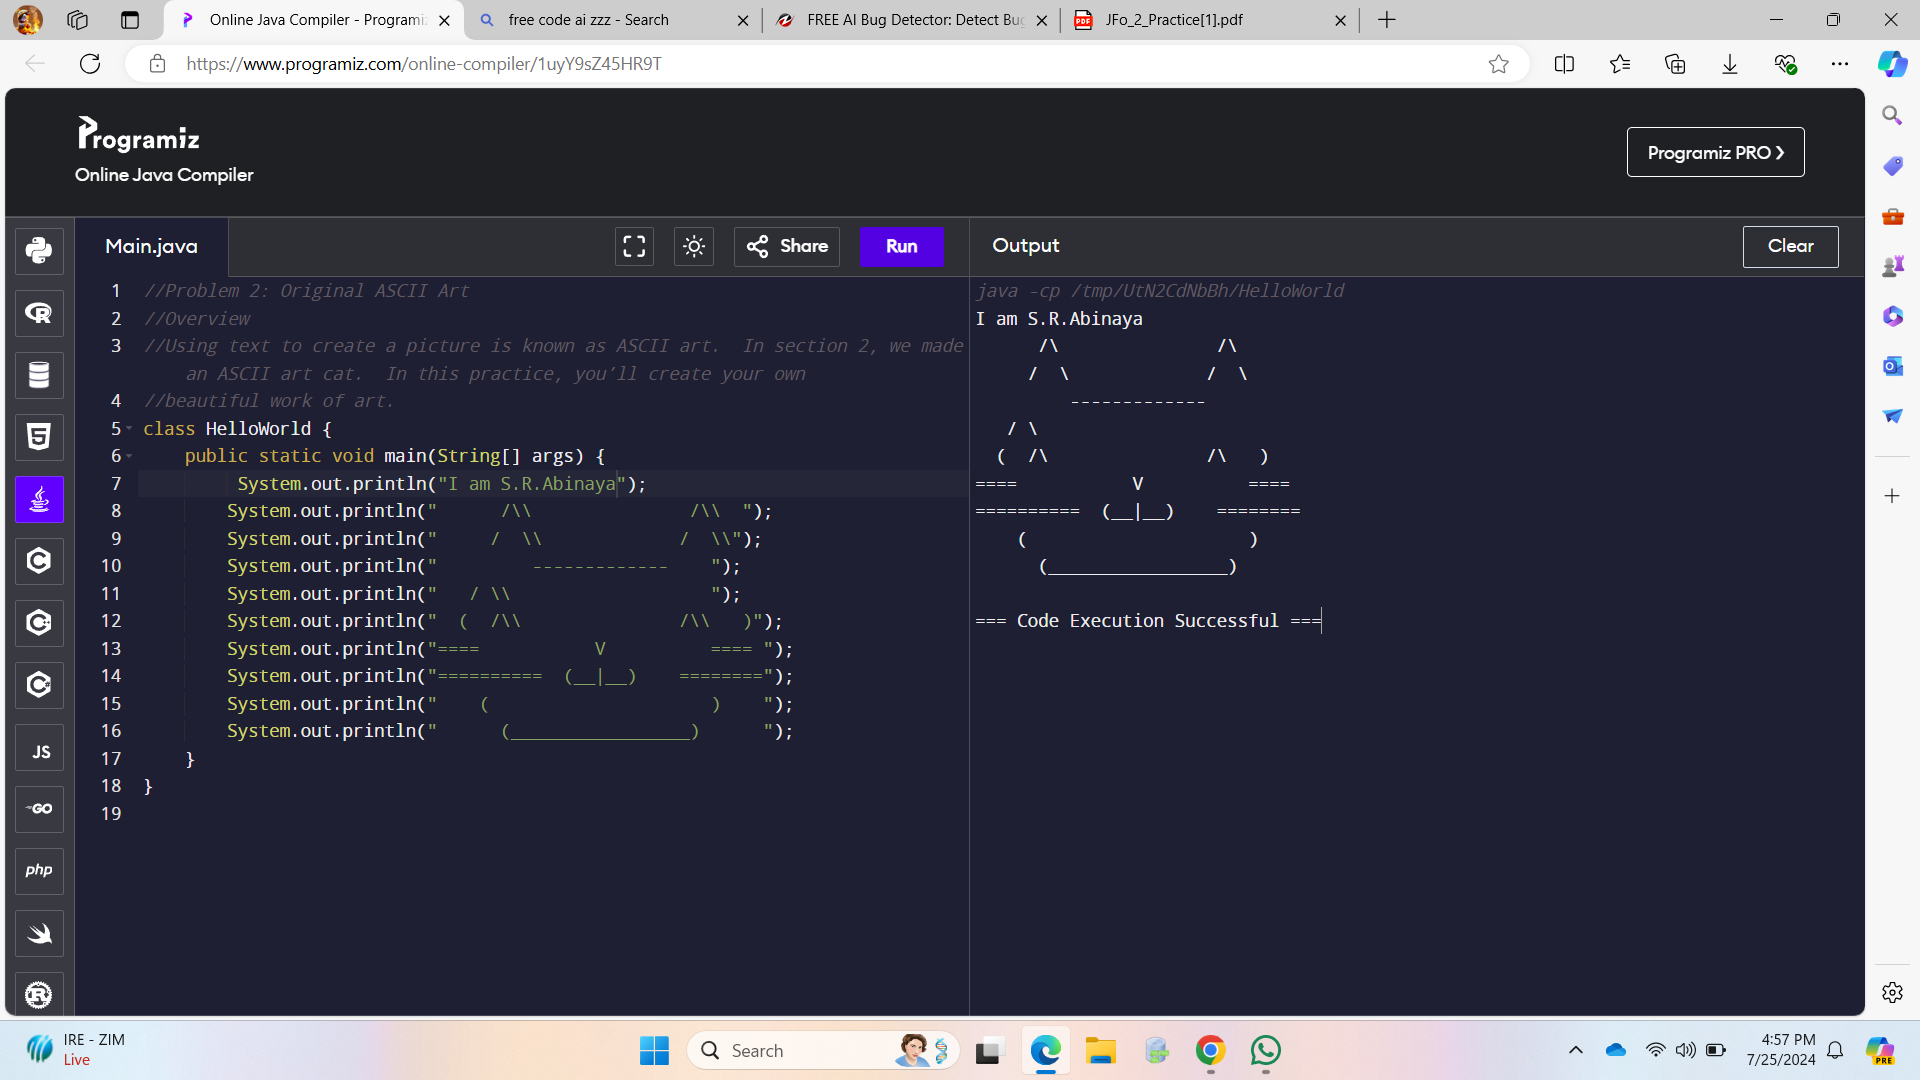 Online Java Compiler - Programiz
free code ai zzz - Search
FREE AI Bug Detector: Detect Bug
JFo_2_Practice[1].pdf
https://www.programiz.com/online-compiler/1uyY9sZ45HR9T
Programiz
Online Java Compiler
Programiz PRO ❯
Main.java
Share
Run
Output
Clear
1 //Problem 2: Original ASCII Art
2 //Overview
3 //Using text to create a picture is known as ASCII art.  In section 2, we made
an ASCII art cat.  In this practice, you’ll create your own
4 //beautiful work of art.
5 class HelloWorld {
6     public static void main(String[] args) {
7          System.out.println("I am S.R.Abinaya");
8         System.out.println("      /\\               /\\  ");
9         System.out.println("     /  \\             /  \\");
10         System.out.println("         -------------    ");
11         System.out.println("   / \\                   ");
12         System.out.println("  (  /\\               /\\   )");
13         System.out.println("====           V          ==== ");
14         System.out.println("==========  (__|__)    ========");
15         System.out.println("    (                     )    ");
16         System.out.println("      (_________________)      ");
17     }
18 }
19
java -cp /tmp/UtN2CdNbBh/HelloWorld
I am S.R.Abinaya
      /\               /\
     /  \             /  \
         -------------
   / \
  (  /\               /\   )
====           V          ====
==========  (__|__)    ========
    (                     )
      (_________________)
=== Code Execution Successful ===
JS
GO
php
IRE - ZIM
Live
Search
4:57 PM
7/25/2024
PRE